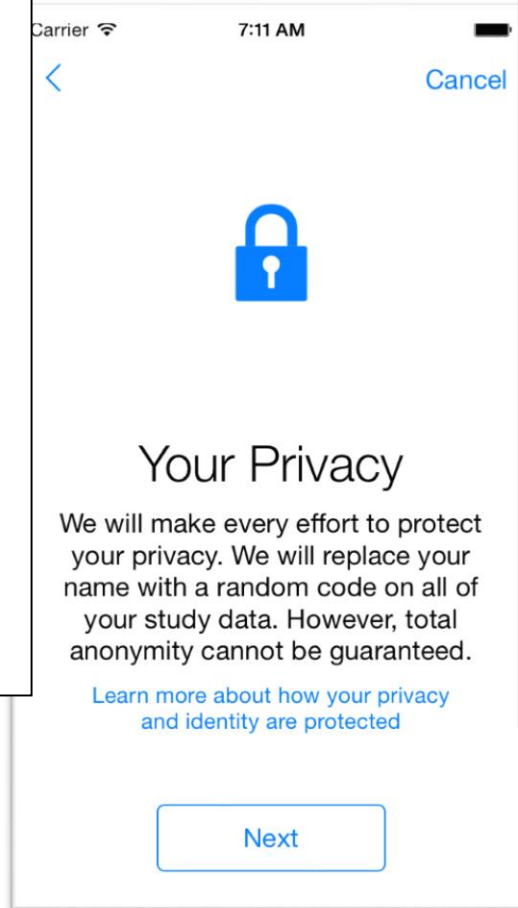 Carrier 7:11 AM
Cancel
Your Privacy
We will make every effort to protect
your privacy. We will replace your
name with a random code on all of
your study data. However, total
anonymity cannot be guaranteed.
Learn more about how your privacy
and identity are protected
Next